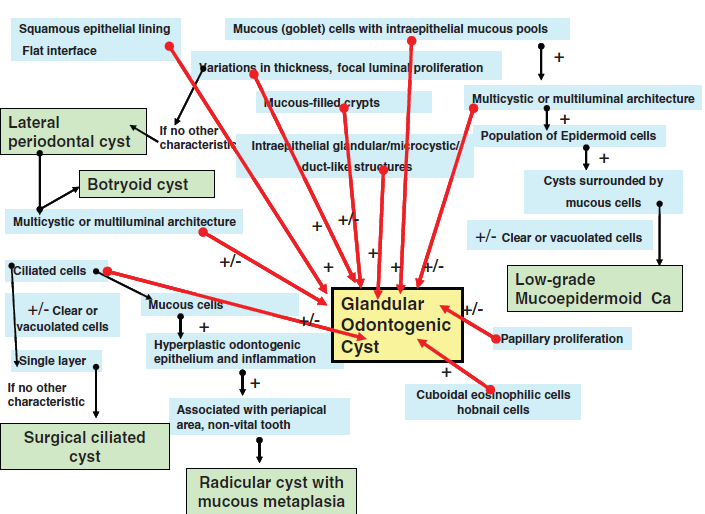 Squamous epithelial lining
Flat interface
Mucous (goblet) cells with intraepithelial mucous pools
+
Variations in thickness, focal luminal proliferation
Mucous-filled crypts
Multicystic or multiluminal architecture
+
Lateral
periodontal cyst
If no other
characteristic
Intraepithelial glandular/microcystic/
duct-like structures
Population of Epidermoid cells
+
Botryoid cyst
Cysts surrounded by
mucous cells
Multicystic or multiluminal architecture
+
+/-
+/- Clear or vacuolated cells
+/-
+
+
+
+/-
Ciliated cells
Low-grade
Mucoepidermoid Ca
+/- Clear or
vacuolated cells
Mucous cells
+
+/-
Glandular
Odontogenic
Cyst
+/-
Papillary proliferation
Hyperplastic odontogenic
epithelium and inflammation
Single layer
+
+
If no other
characteristic
Cuboidal eosinophilic cells
hobnail cells
Associated with periapical
area, non-vital tooth
Surgical ciliated
cyst
Radicular cyst with
mucous metaplasia